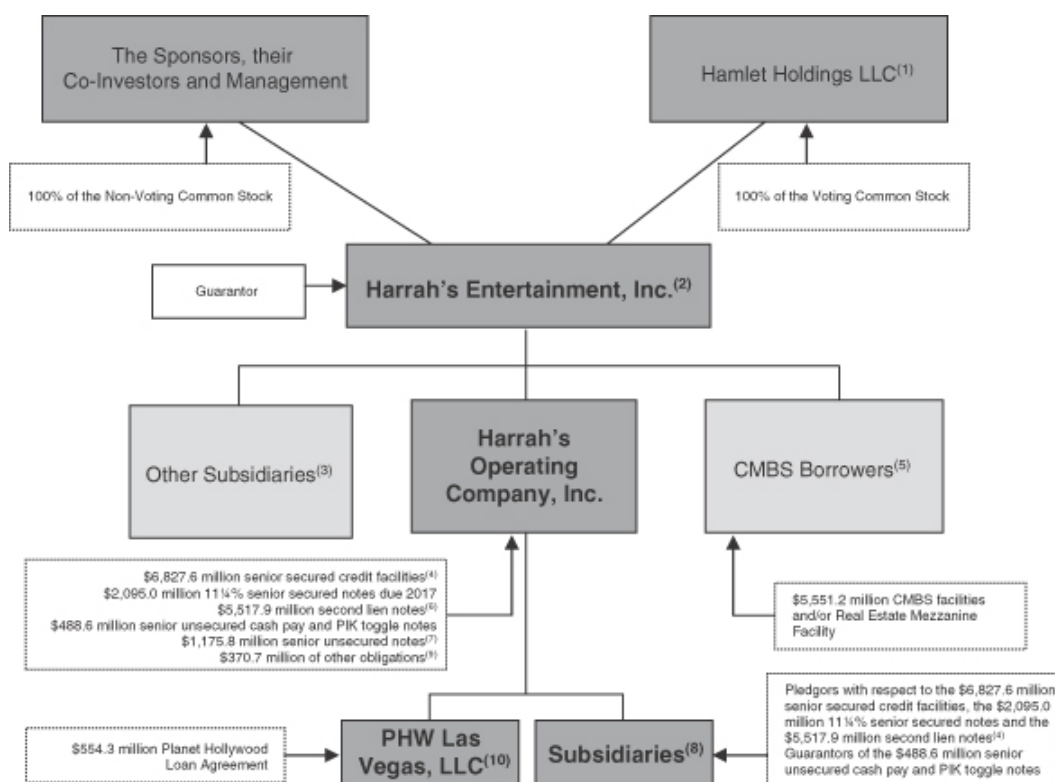 The Sponsors, their
Co-Investors and Management
Hamlet Holdings LLC(1)
100% of the Non-Voting Common Stock
100% of the Voting Common Stock
Guarantor
Harrah's Entertainment, Inc.(2)
Other Subsidiaries(3)
Harrah's
Operating
Company, Inc.
CMBS Borrowers(5)
$6,827.6 million senior secured credit facilities(4)
$2,095.0 million 11¼% senior secured notes due 2017
$5,517.9 million second lien notes(6)
$488.6 million senior unsecured cash pay and PIK toggle notes
$1,175.8 million senior unsecured notes(7)
$370.7 million of other obligations(9)
$5,551.2 million CMBS facilities
and/or Real Estate Mezzanine
Facility
$554.3 million Planet Hollywood
Loan Agreement
PHW Las
Vegas, LLC(10)
Subsidiaries(8)
Pledgors with respect to the $6,827.6 million
senior secured credit facilities, the $2,095.0
million 11¼% senior secured notes and the
$5,517.9 million second lien notes(4)
Guarantors of the $488.6 million senior
unsecured cash pay and PIK toggle notes